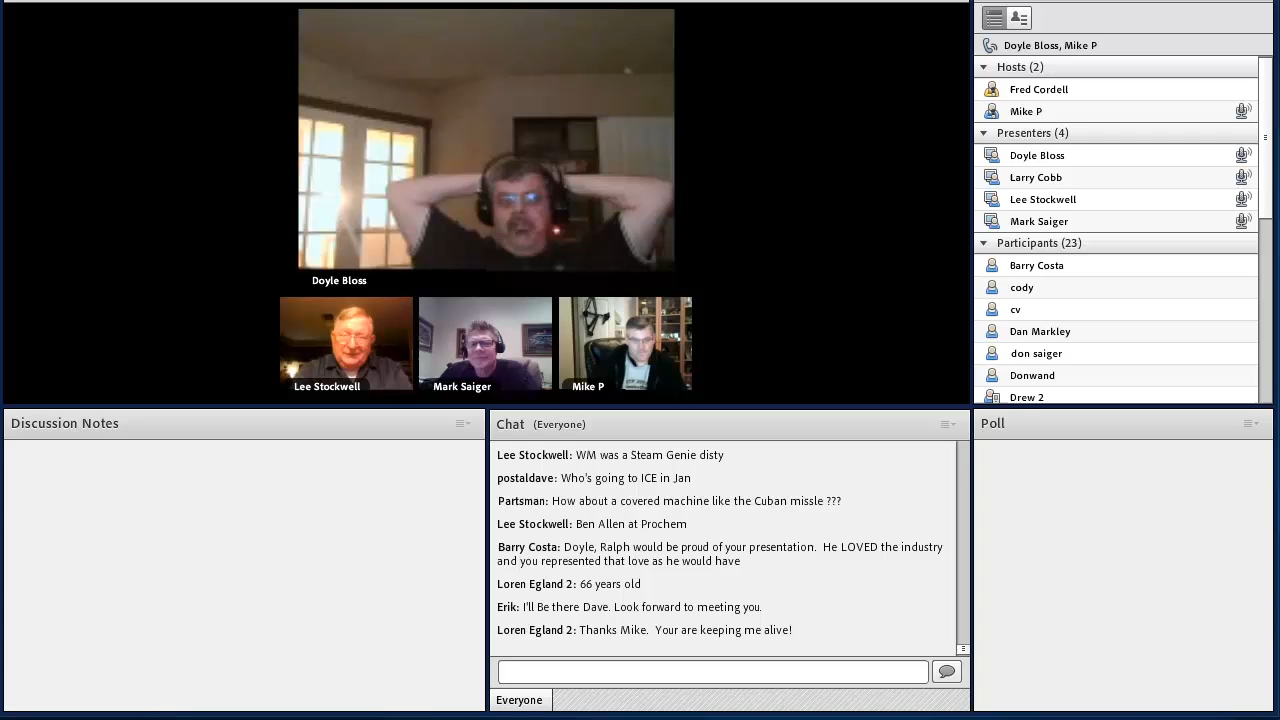 Doyle Bloss
Lee Stockwell
Mark Saiger
Mike P
Doyle Bloss, Mike P
Hosts (2)
Fred Cordell
Mike P
Presenters (4)
Doyle Bloss
Larry Cobb
Lee Stockwell
Mark Saiger
Participants (23)
Barry Costa
cody
cv
Dan Markley
don saiger
Donwand
Drew 2
Discussion Notes
Chat (Everyone)
Lee Stockwell: WM was a Steam Genie disty
postaldave: Who's going to ICE in Jan
Partsman: How about a covered machine like the Cuban missle ???
Lee Stockwell: Ben Allen at Prochem
Barry Costa: Doyle, Ralph would be proud of your presentation. He LOVED the industry
and you represented that love as he would have
Loren Egland 2: 66 years old
Erik: I'll Be there Dave. Look forward to meeting you.
Loren Egland 2: Thanks Mike. Your are keeping me alive!
Everyone
Poll